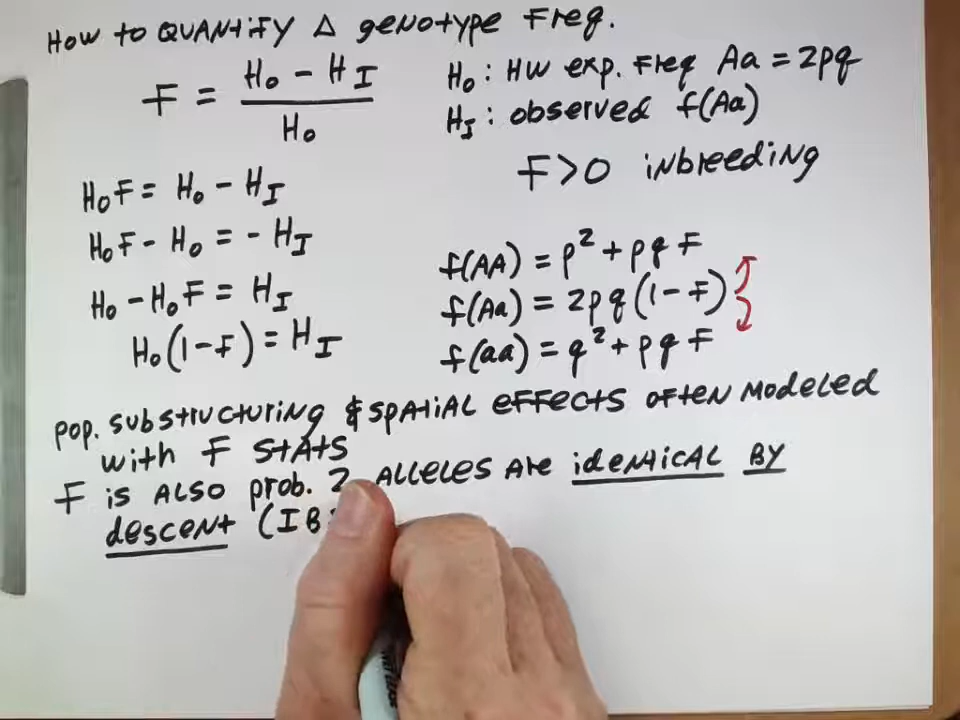 How to QUANtify Δ genotype Freq.
F = (H₀ - H_I) / H₀
H₀: HW exp. Freq Aa = 2pq
H_I: observed f(Aa)
F>0 inbreeding
H₀F = H₀ - H_I
H₀F - H₀ = - H_I
H₀ - H₀F = H_I
H₀(1-F) = H_I
f(AA) = p² + pqF
f(Aa) = 2pq(1-F)
f(aa) = q² + pqF
pop. substructuring & spatial effects often modeled
with F stats
F is also prob. 2 alleles are identical by
descent (IB